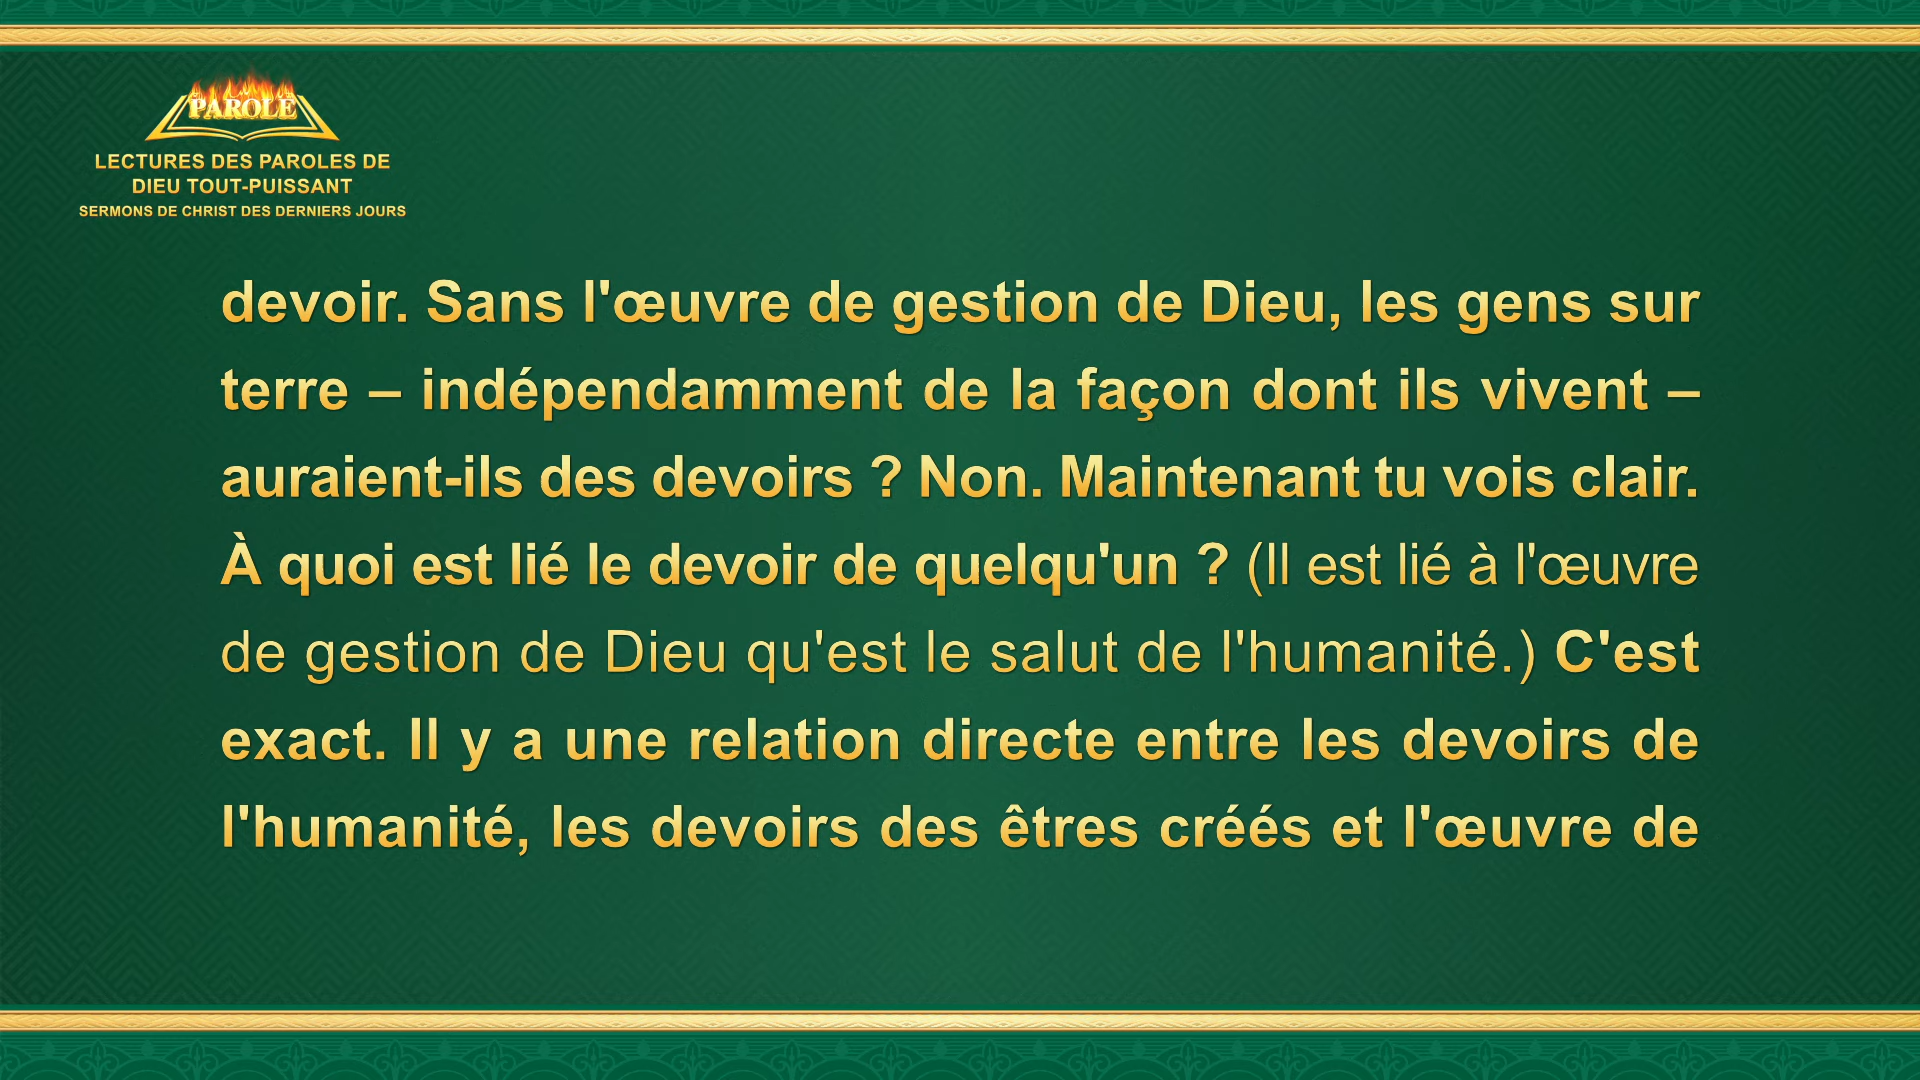 PAROLE
LECTURES DES PAROLES DE
DIEU TOUT-PUISSANT
SERMONS DE CHRIST DES DERNIERS JOURS
devoir. Sans l'œuvre de gestion de Dieu, les gens sur
terre – indépendamment de la façon dont ils vivent –
auraient-ils des devoirs ? Non. Maintenant tu vois clair.
À quoi est lié le devoir de quelqu'un ? (Il est lié à l'œuvre
de gestion de Dieu qu'est le salut de l'humanité.) C'est
exact. Il y a une relation directe entre les devoirs de
l'humanité, les devoirs des êtres créés et l'œuvre de